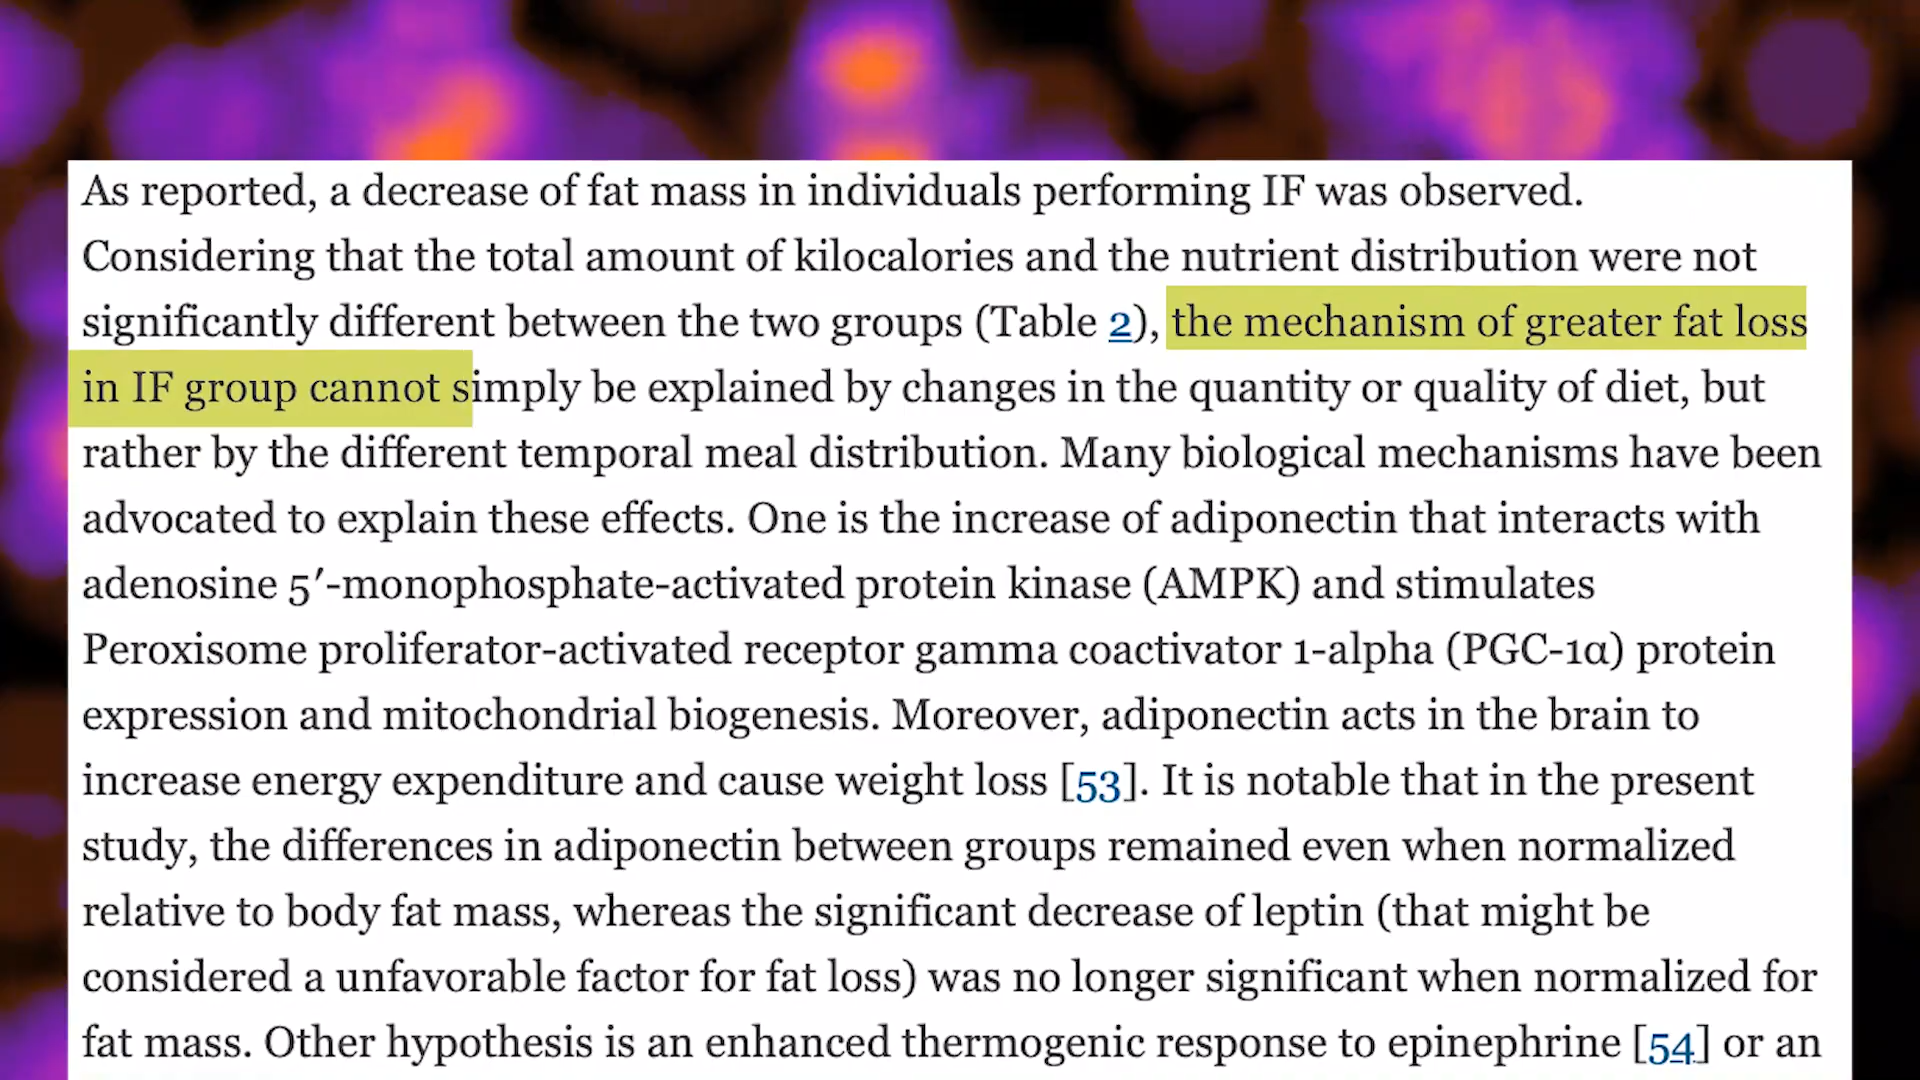 As reported, a decrease of fat mass in individuals performing IF was observed.
Considering that the total amount of kilocalories and the nutrient distribution were not
significantly different between the two groups (Table 2), the mechanism of greater fat loss
in IF group cannot simply be explained by changes in the quantity or quality of diet, but
rather by the different temporal meal distribution. Many biological mechanisms have been
advocated to explain these effects. One is the increase of adiponectin that interacts with
adenosine 5′-monophosphate-activated protein kinase (AMPK) and stimulates
Peroxisome proliferator-activated receptor gamma coactivator 1-alpha (PGC-1α) protein
expression and mitochondrial biogenesis. Moreover, adiponectin acts in the brain to
increase energy expenditure and cause weight loss [53]. It is notable that in the present
study, the differences in adiponectin between groups remained even when normalized
relative to body fat mass, whereas the significant decrease of leptin (that might be
considered a unfavorable factor for fat loss) was no longer significant when normalized for
fat mass. Other hypothesis is an enhanced thermogenic response to epinephrine [54] or an